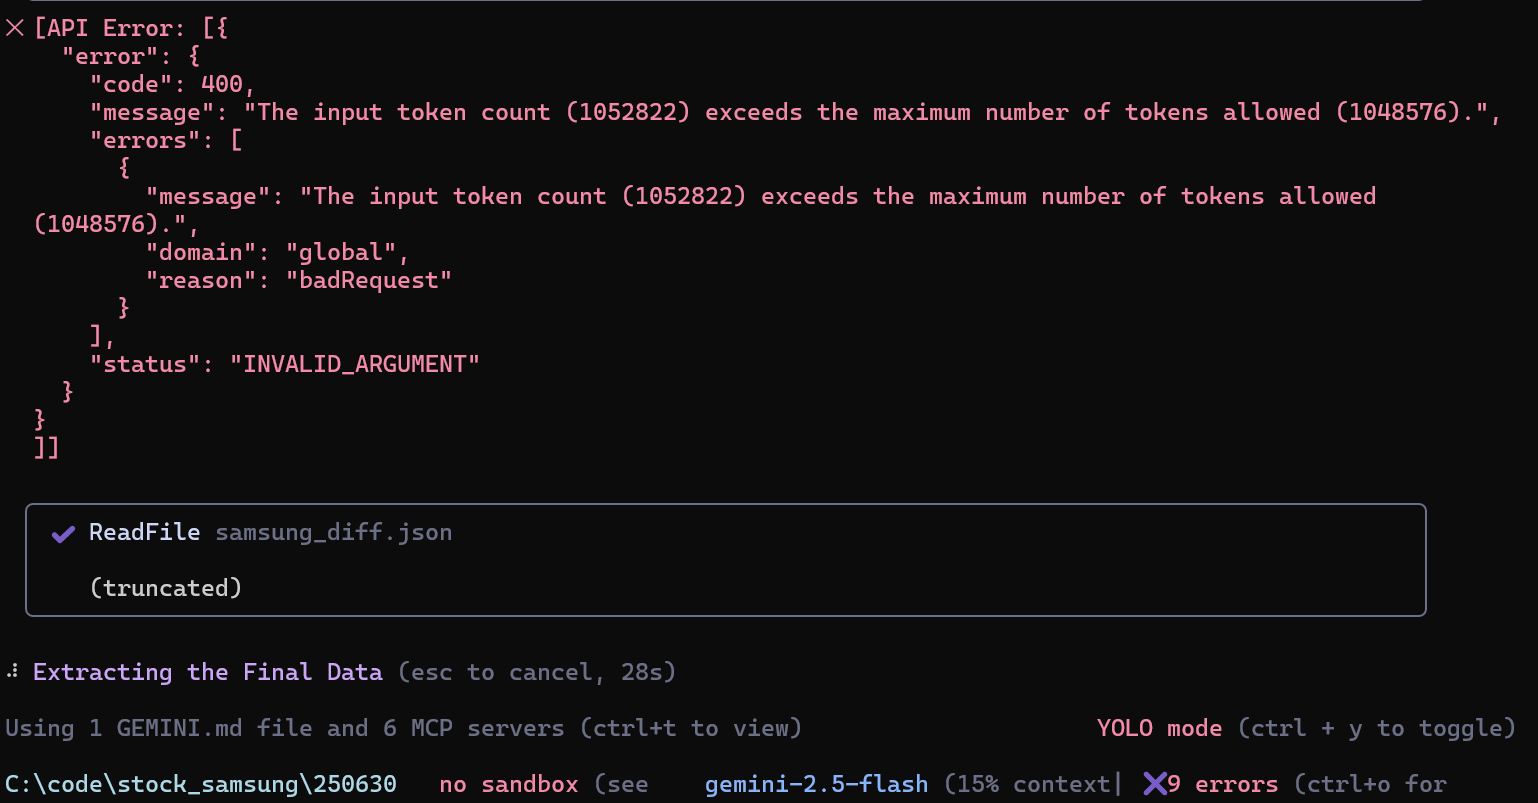 ✕ [API Error: [{
  "error": {
    "code": 400,
    "message": "The input token count (1052822) exceeds the maximum number of tokens allowed (1048576).",
    "errors": [
      {
        "message": "The input token count (1052822) exceeds the maximum number of tokens allowed
(1048576).",
        "domain": "global",
        "reason": "badRequest"
      }
    ],
    "status": "INVALID_ARGUMENT"
  }
}
]]
✔ ReadFile samsung_diff.json
(truncated)
Extracting the Final Data (esc to cancel, 28s)
Using 1 GEMINI.md file and 6 MCP servers (ctrl+t to view) YOLO mode (ctrl + y to toggle)
C:\code\stock_samsung\250630 no sandbox (see gemini-2.5-flash (15% context| ✖9 errors (ctrl+o for